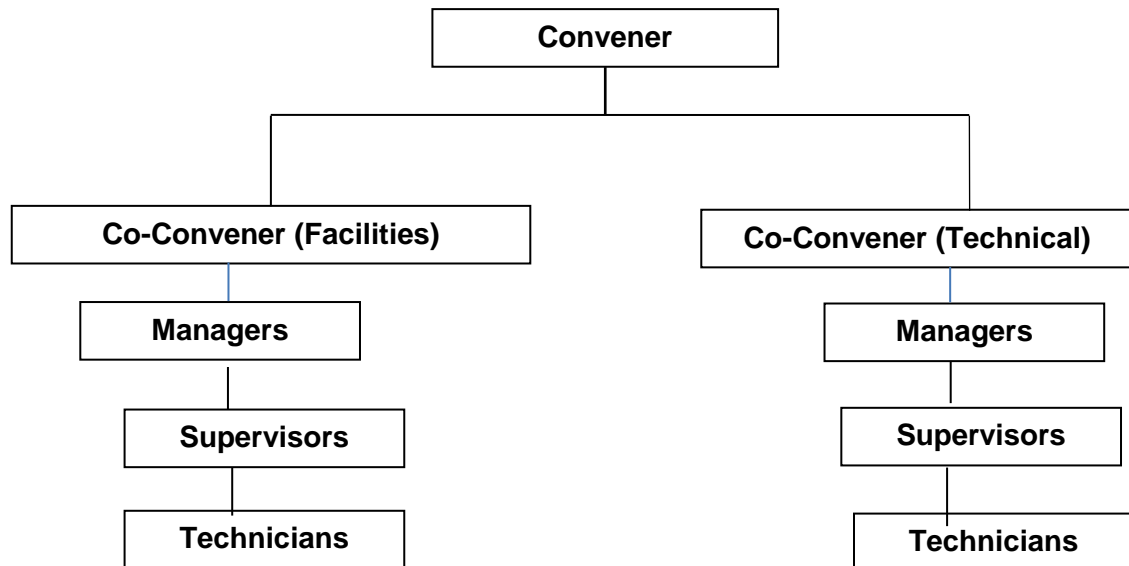 Convener
Co-Convener (Facilities)
Co-Convener (Technical)
Managers
Managers
Supervisors
Supervisors
Technicians
Technicians